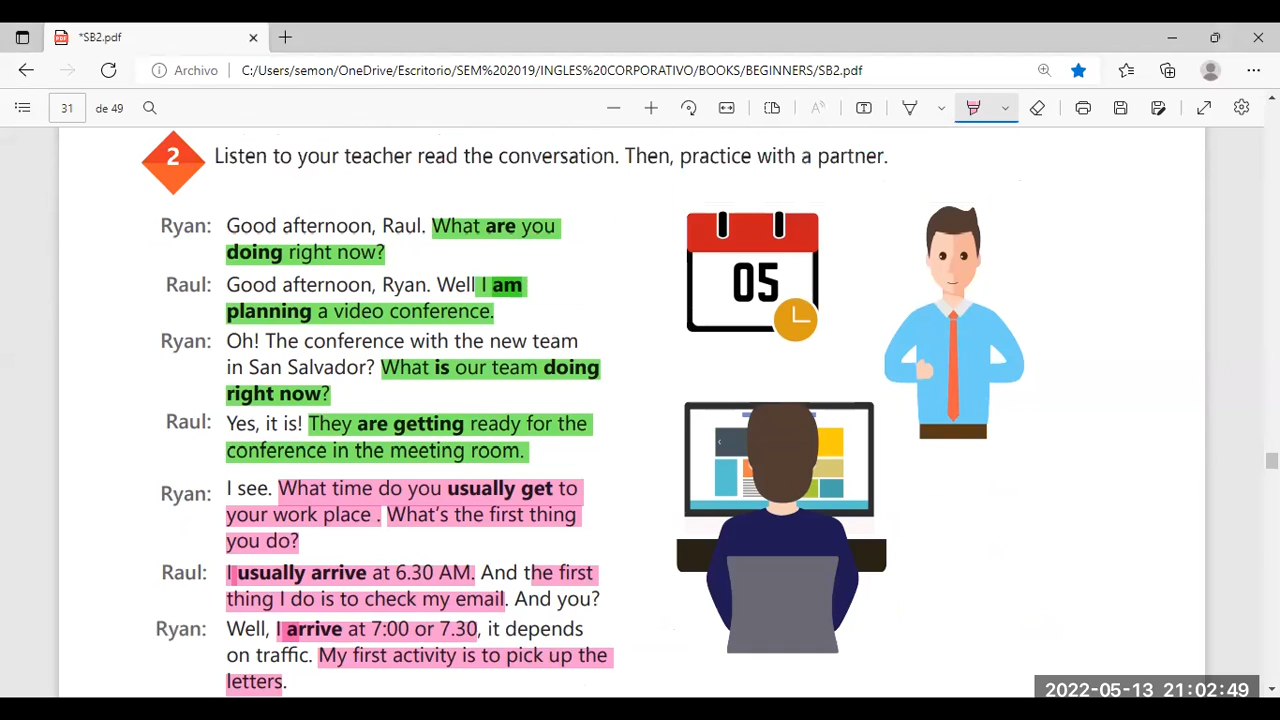 *SB2.pdf
Archivo
C:/Users/semon/OneDrive/Escritorio/SEM%202019/INGLES%20CORPORATIVO/BOOKS/BEGINNERS/SB2.pdf
31 de 49
2 Listen to your teacher read the conversation. Then, practice with a partner.
Ryan: Good afternoon, Raul. What are you
doing right now?
Raul: Good afternoon, Ryan. Well I am
planning a video conference.
Ryan: Oh! The conference with the new team
in San Salvador? What is our team doing
right now?
Raul: Yes, it is! They are getting ready for the
conference in the meeting room.
Ryan: I see. What time do you usually get to
your work place . What's the first thing
you do?
Raul: I usually arrive at 6.30 AM. And the first
thing I do is to check my email. And you?
Ryan: Well, I arrive at 7:00 or 7.30, it depends
on traffic. My first activity is to pick up the
letters.
05
2022-05-13 21:02:49